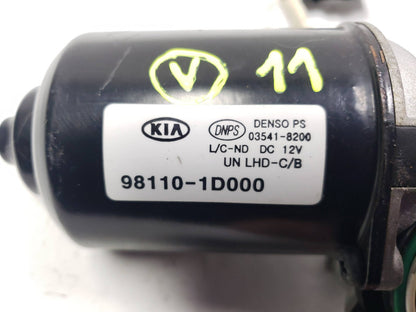 V 11
KIA DNPS DENSO PS
03541-8200
L/C-ND DC 12V
UN LHD-C/B
98110-1D000